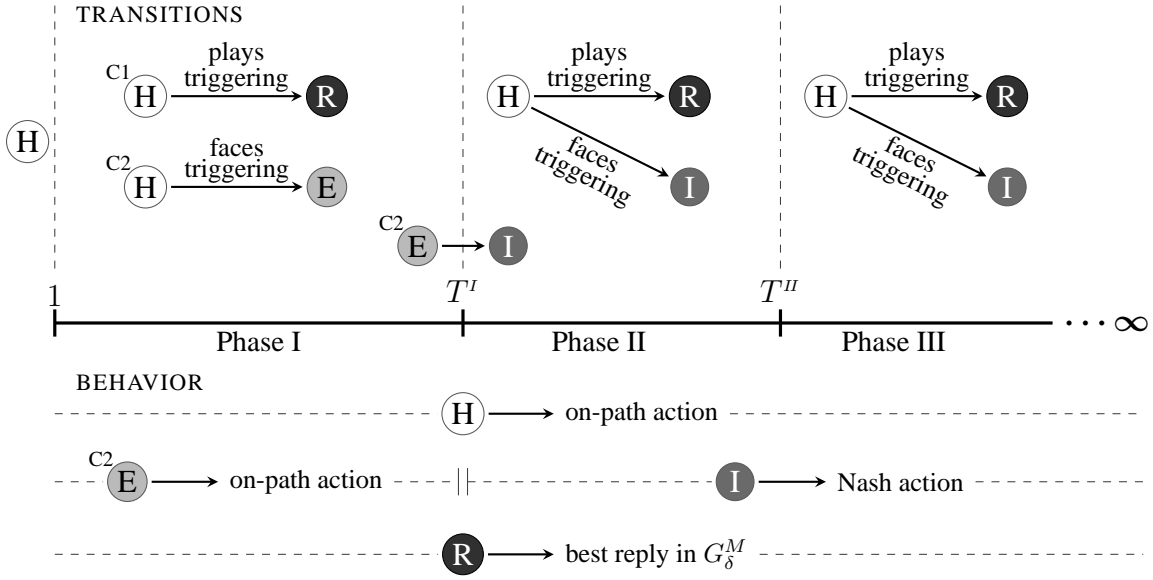 TRANSITIONS
plays
triggering
C1
H
R
plays
triggering
H
R
plays
triggering
H
R
H
faces
triggering
C2
H
E
faces
triggering
I
faces
triggering
I
C2
E
I
1
T^I
T^II
Phase I
Phase II
Phase III
··· ∞
BEHAVIOR
H
on-path action
C2
E
on-path action
I
Nash action
R
best reply in G_δ^M